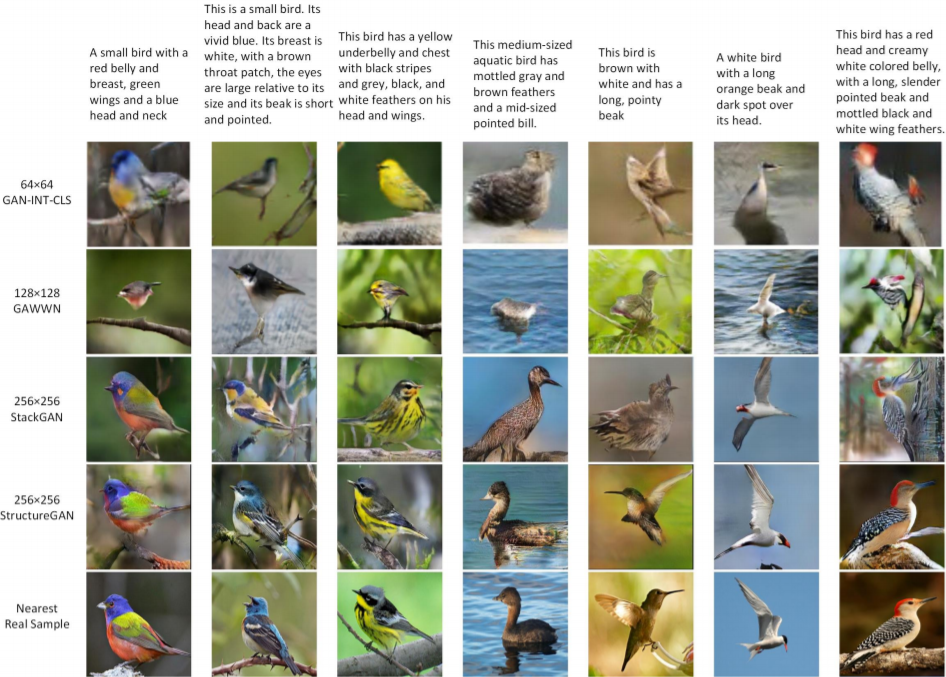 A small bird with a
red belly and
breast, green
wings and a blue
head and neck
This is a small bird. Its
head and back are a
vivid blue. Its breast is
white, with a brown
throat patch, the eyes
are large relative to its
size and its beak is short
and pointed.
This bird has a yellow
underbelly and chest
with black stripes
and grey, black, and
white feathers on his
head and wings.
This medium-sized
aquatic bird has
mottled gray and
brown feathers
and a mid-sized
pointed bill.
This bird is
brown with
white and has a
long, pointy
beak
A white bird
with a long
orange beak and
dark spot over
its head.
This bird has a red
head and creamy
white colored belly,
with a long, slender
pointed beak and
mottled black and
white wing feathers.
64×64
GAN-INT-CLS
128×128
GAWWN
256×256
StackGAN
256×256
StructureGAN
Nearest
Real Sample